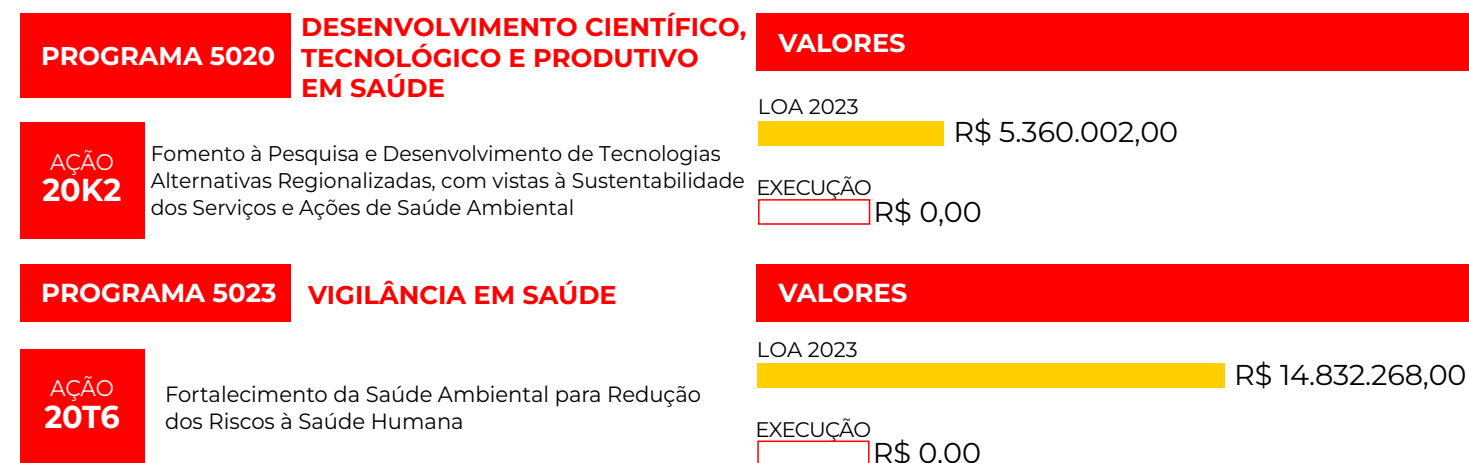 PROGRAMA 5020
DESENVOLVIMENTO CIENTÍFICO,
TECNOLÓGICO E PRODUTIVO
EM SAÚDE
VALORES
AÇÃO
20K2
Fomento à Pesquisa e Desenvolvimento de Tecnologias
Alternativas Regionalizadas, com vistas à Sustentabilidade
dos Serviços e Ações de Saúde Ambiental
LOA 2023
R$ 5.360.002,00
EXECUÇÃO
R$ 0,00
PROGRAMA 5023
VIGILÂNCIA EM SAÚDE
VALORES
AÇÃO
20T6
Fortalecimento da Saúde Ambiental para Redução
dos Riscos à Saúde Humana
LOA 2023
R$ 14.832.268,00
EXECUÇÃO
R$ 0,00